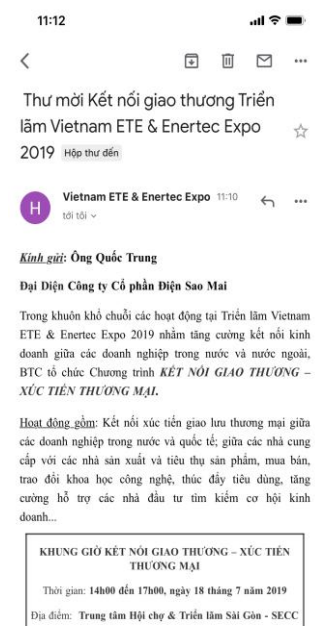 11:12
Thư mời Kết nối giao thương Triển
lãm Vietnam ETE & Enertec Expo
2019 Hộp thư đến
H
Vietnam ETE & Enertec Expo 11:10
tới tôi
Kính gửi: Ông Quốc Trung
Đại Diện Công ty Cổ phần Điện Sao Mai
Trong khuôn khổ chuỗi các hoạt động tại Triển lãm Vietnam
ETE & Enertec Expo 2019 nhằm tăng cường kết nối kinh
doanh giữa các doanh nghiệp trong nước và nước ngoài,
BTC tổ chức Chương trình KẾT NỐI GIAO THƯƠNG –
XÚC TIẾN THƯƠNG MẠI.
Hoạt động gồm: Kết nối xúc tiến giao lưu thương mại giữa
các doanh nghiệp trong nước và quốc tế; giữa các nhà cung
cấp với các nhà sản xuất và tiêu thụ sản phẩm, mua bán,
trao đổi khoa học công nghệ, thúc đẩy tiêu dùng, tăng
cường hỗ trợ các nhà đầu tư tìm kiếm cơ hội kinh
doanh...
KHUNG GIỜ KẾT NỐI GIAO THƯƠNG – XÚC TIẾN
THƯƠNG MẠI
Thời gian: 14h00 đến 17h00, ngày 18 tháng 7 năm 2019
Địa điểm: Trung tâm Hội chợ & Triển lãm Sài Gòn - SECC